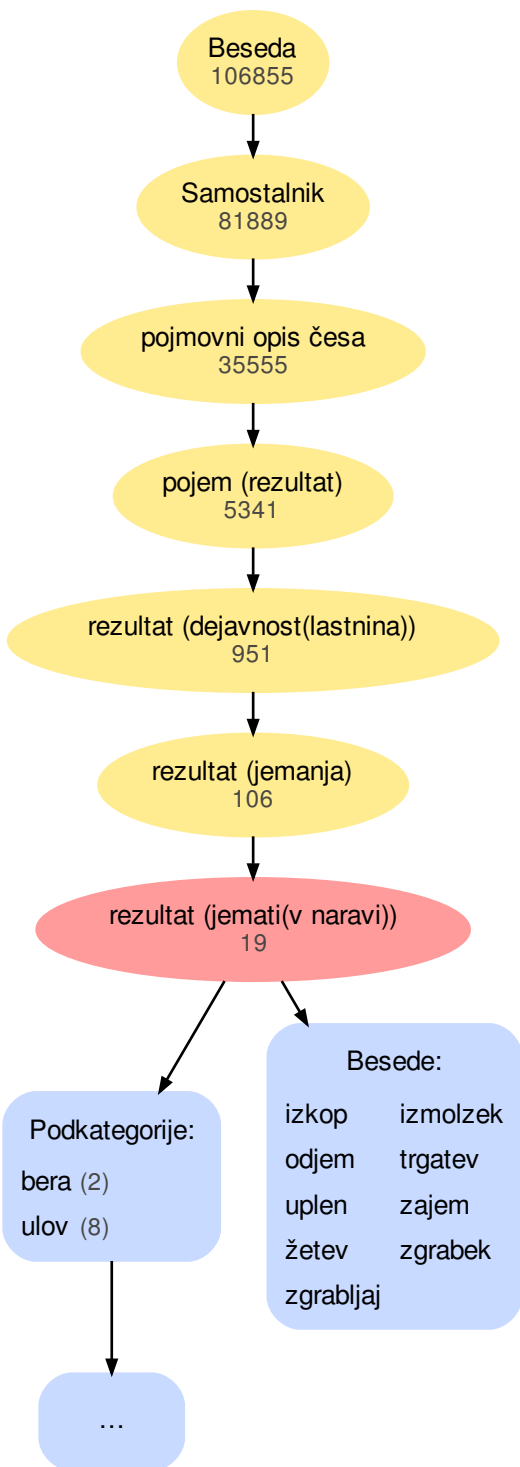 Beseda
106855
Samostalnik
81889
pojmovni opis česa
35555
pojem (rezultat)
5341
rezultat (dejavnost(lastnina))
951
rezultat (jemanja)
106
rezultat (jemati(v naravi))
19
Podkategorije:
bera (2)
ulov (8)
...
Besede:
izkop izmolzek
odjem trgatev
uplen zajem
žetev zgrabek
zgrabljaj